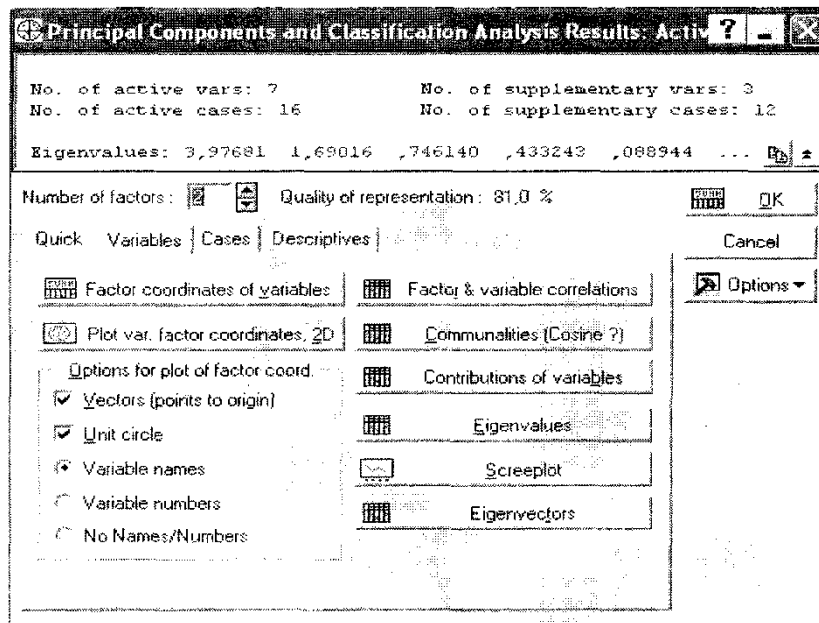 Principal Components and Classification Analysis Results: Activ
No. of active vars: 7 No. of supplementary vars: 3
No. of active cases: 16 No. of supplementary cases: 12
Eigenvalues: 3,97681 1,69016 ,746140 ,433243 ,088944 ...
Number of factors: 2 Quality of representation: 81,0 %
OK
Quick Variables Cases Descriptives
Cancel
Factor coordinates of variables
Factor & variable correlations
Options
Plot var. factor coordinates, 2D
Communalities (Cosine ?)
Options for plot of factor coord.
Contributions of variables
Vectors (points to origin)
Unit circle
Eigenvalues
Variable names
Screeplot
Variable numbers
Eigenvectors
No Names/Numbers